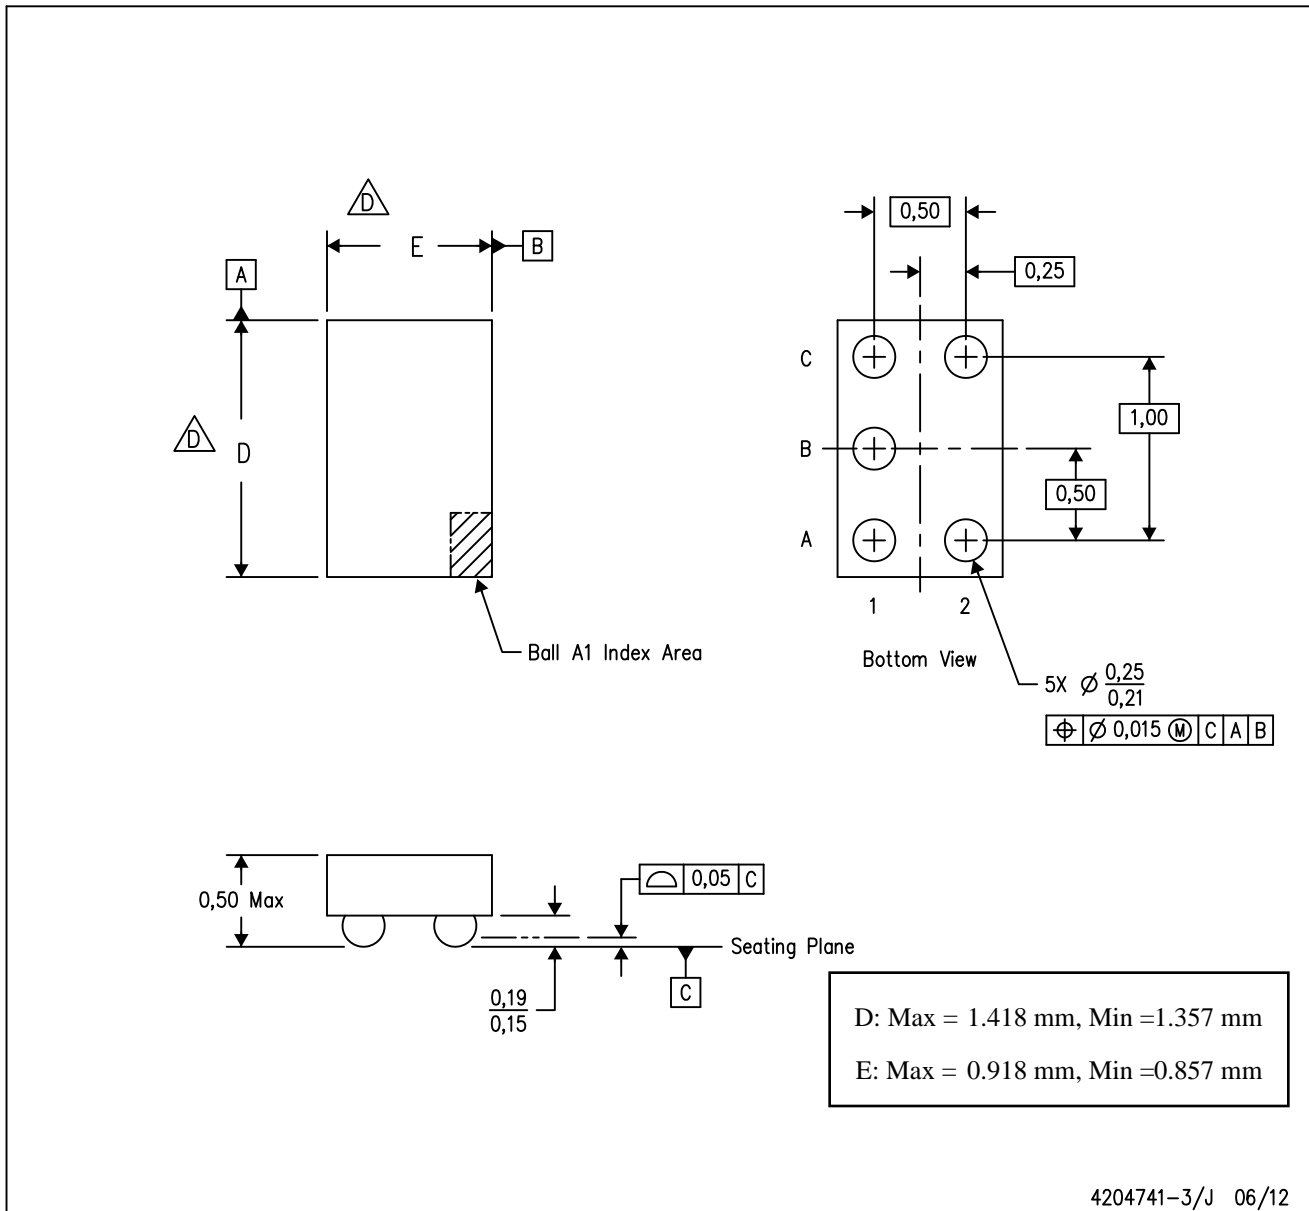 D
E
B
A
D
D
Ball A1 Index Area
0,50
0,25
C
B
A
1,00
0,50
1 2
Bottom View
5X Ø 0,25
0,21
⌖ Ø 0,015 Ⓜ C A B
0,50 Max
⌓ 0,05 C
Seating Plane
C
0,19
0,15
D: Max = 1.418 mm, Min =1.357 mm
E: Max = 0.918 mm, Min =0.857 mm
4204741-3/J 06/12